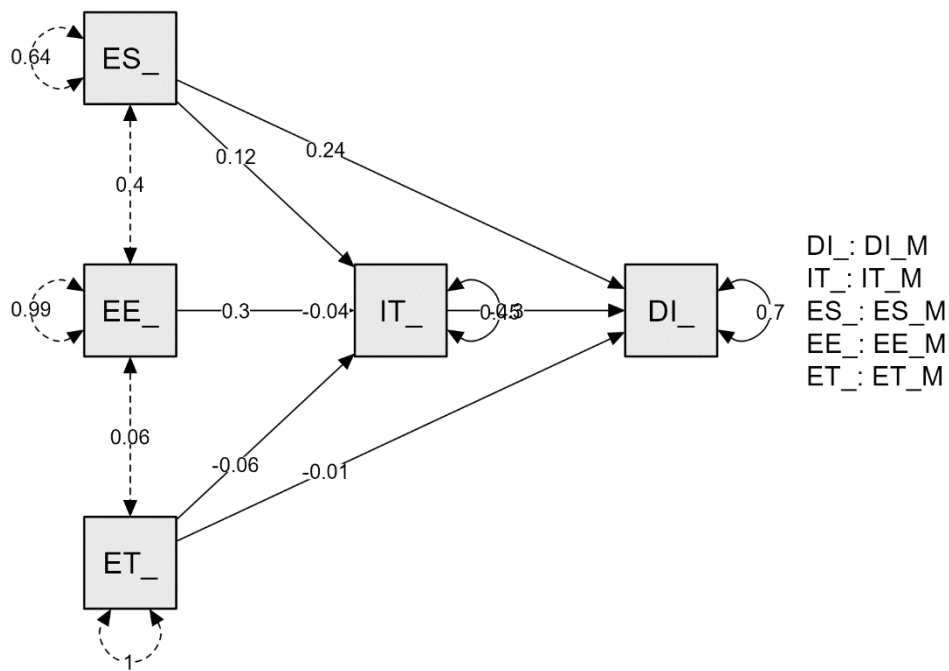 ES_
0.64
0.12
0.24
0.4
EE_
0.99
0.3
-0.04
IT_
DI_
0.7
DI_: DI_M
IT_: IT_M
ES_: ES_M
EE_: EE_M
ET_: ET_M
0.06
-0.06
-0.01
ET_
1